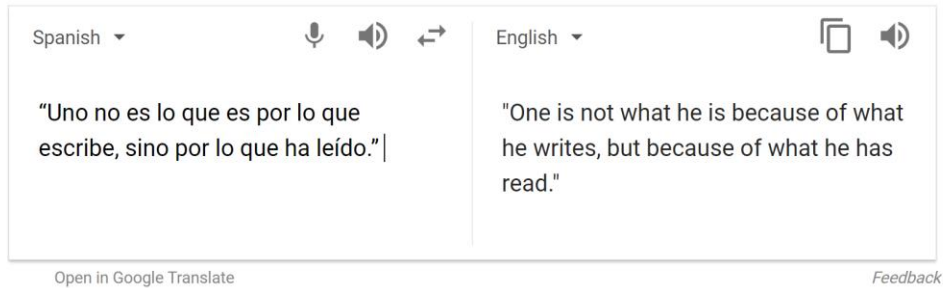 Spanish
English
“Uno no es lo que es por lo que
escribe, sino por lo que ha leído.”
"One is not what he is because of what
he writes, but because of what he has
read."
Open in Google Translate
Feedback